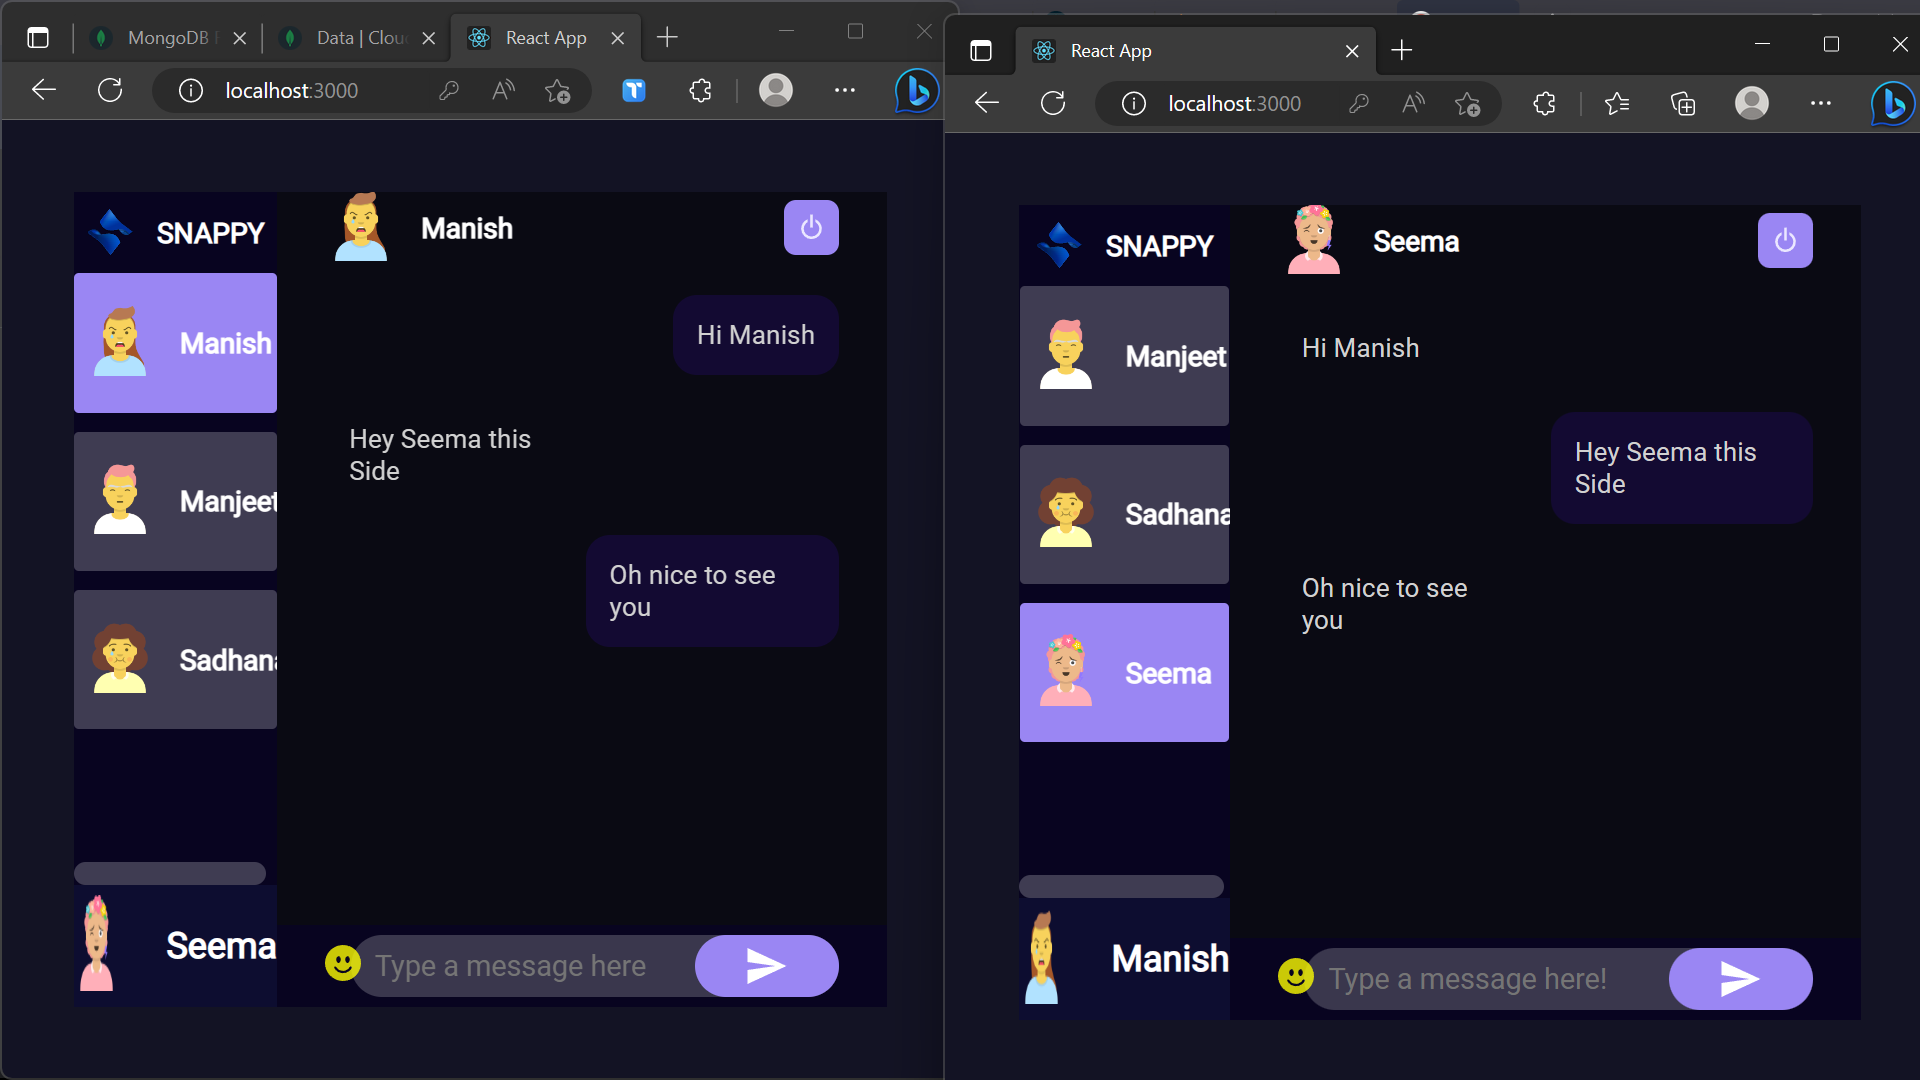 MongoDB
Data | Clou
React App
localhost:3000
SNAPPY
Manish
Manish
Manjeet
Sadhana
Seema
Hi Manish
Hey Seema this
Side
Oh nice to see
you
Type a message here
React App
localhost:3000
SNAPPY
Seema
Manjeet
Sadhana
Seema
Manish
Hi Manish
Hey Seema this
Side
Oh nice to see
you
Type a message here!